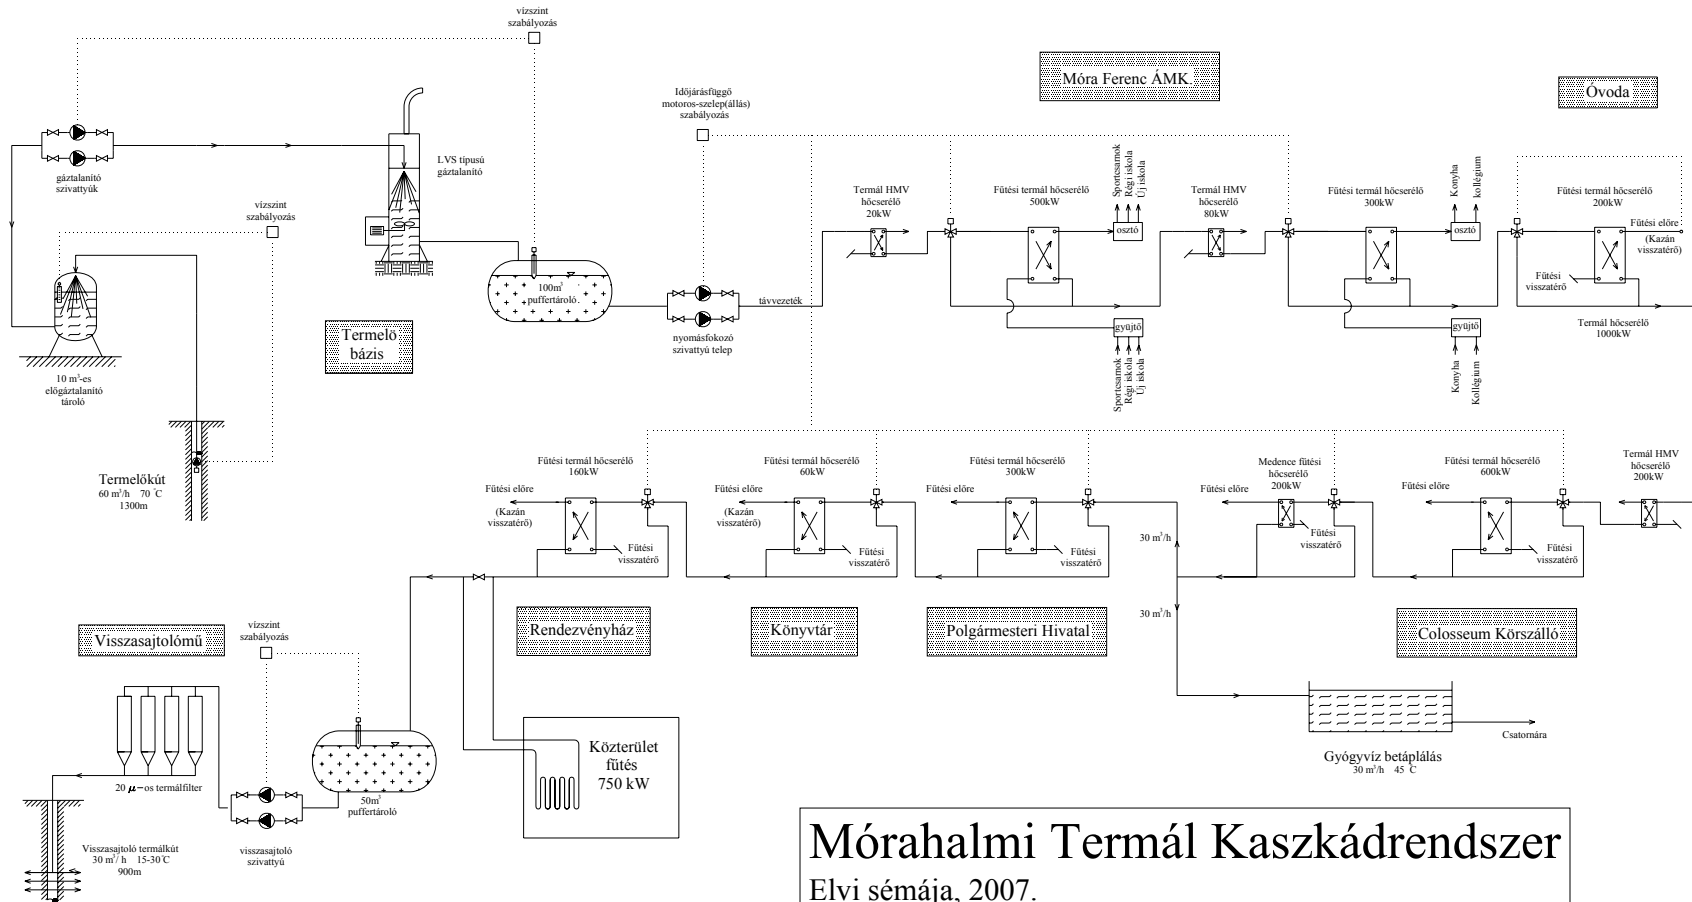 vízszint
szabályozás
gáztalanító
szivattyúk
LVS típusú
gáztalanító
vízszint
szabályozás
10 m³-es
előgáztalanító
tároló
Termelőkút
60 m³/h 70 °C
1300m
Termelő
bázis
100m³
puffertároló.
Időjárásfüggő
motoros-szelep(állás)
szabályozás
nyomásfokozó
szivattyú telep
távvezeték
Móra Ferenc ÁMK.
Óvoda
Termál HMV
hőcserélő
20kW
Fűtési termál hőcserélő
500kW
Sportcsarnok
Régi iskola
Új iskola
osztó
gyüjtő
Sportcsarnok
Régi iskola
Új iskola
Termál HMV
hőcserélő
80kW
Fűtési termál hőcserélő
300kW
Konyha
kollégium
osztó
gyüjtő
Konyha
Kollégium
Fűtési termál hőcserélő
200kW
Fűtési előre
(Kazán
visszatérő)
Fűtési
visszatérő
Termál hőcserélő
1000kW
Fűtési termál hőcserélő
160kW
Fűtési előre
(Kazán
visszatérő)
Fűtési
visszatérő
Fűtési termál hőcserélő
60kW
Fűtési előre
(Kazán
visszatérő)
Fűtési
visszatérő
Fűtési termál hőcserélő
300kW
Fűtési előre
Fűtési
visszatérő
30 m³/h
30 m³/h
Medence fűtési
hőcserélő
200kW
Fűtési előre
Fűtési
visszatérő
Fűtési termál hőcserélő
600kW
Fűtési előre
Fűtési
visszatérő
Termál HMV
hőcserélő
200kW
Rendezvényház
Könyvtár
Polgármesteri Hivatal
Colosseum Kórszálló
Visszasajtolómű
vízszint
szabályozás
20 μ-os termálfilter
visszasajtoló
szivattyú
50m³
puffertároló
Visszasajtoló termálkút
30 m³/ h 15-30°C
900m
Közterület
fűtés
750 kW
Gyógyvíz betáplálás
30 m³/h 45 °C
Csatornára
Mórahalmi Termál Kaszkádrendszer
Elvi sémája, 2007.